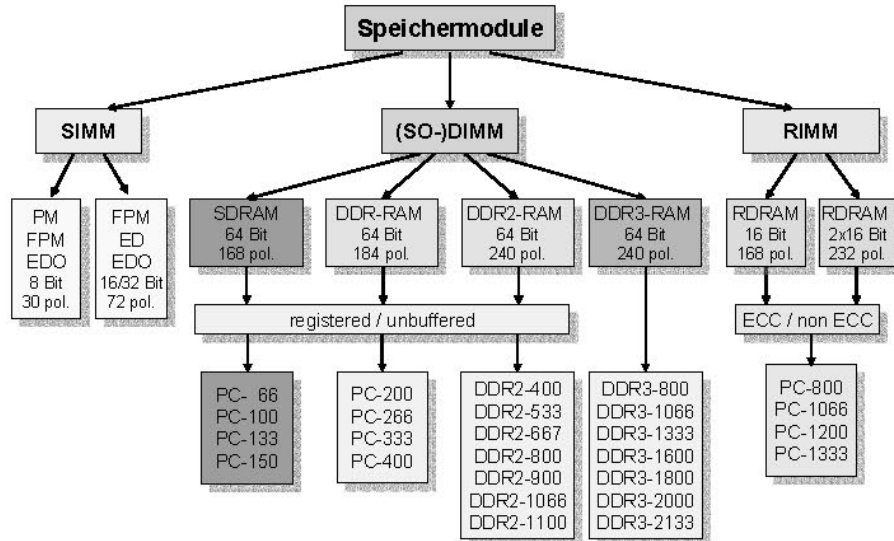 Speichermodule
SIMM
(SO-)DIMM
RIMM
PM
FPM
EDO
8 Bit
30 pol.
FPM
ED
EDO
16/32 Bit
72 pol.
SDRAM
64 Bit
168 pol.
DDR-RAM
64 Bit
184 pol.
DDR2-RAM
64 Bit
240 pol.
DDR3-RAM
64 Bit
240 pol.
RDRAM
16 Bit
168 pol.
RDRAM
2x16 Bit
232 pol.
registered / unbuffered
ECC / non ECC
PC- 66
PC-100
PC-133
PC-150
PC-200
PC-266
PC-333
PC-400
DDR2-400
DDR2-533
DDR2-667
DDR2-800
DDR2-900
DDR2-1066
DDR2-1100
DDR3-800
DDR3-1066
DDR3-1333
DDR3-1600
DDR3-1800
DDR3-2000
DDR3-2133
PC-800
PC-1066
PC-1200
PC-1333